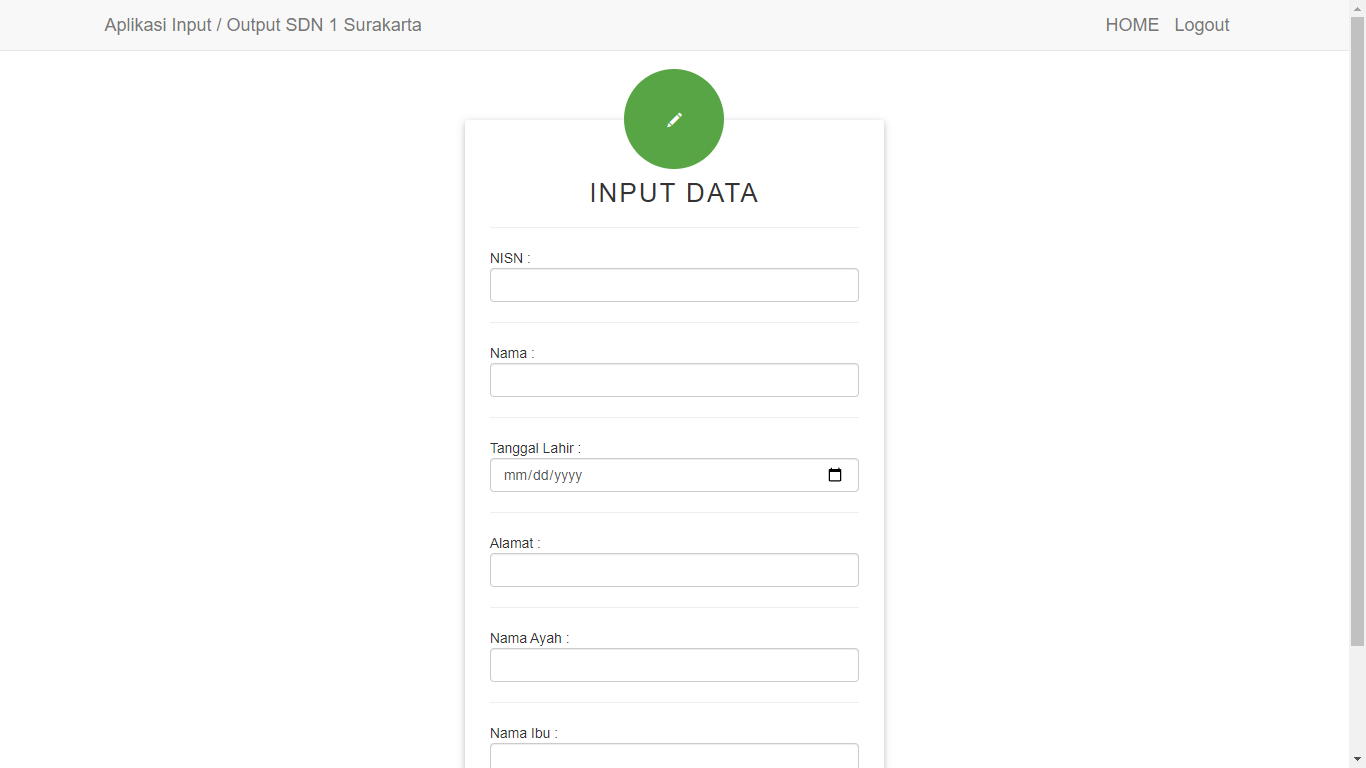 Aplikasi Input / Output SDN 1 Surakarta
HOME Logout
INPUT DATA
NISN :
Nama :
Tanggal Lahir :
mm/dd/yyyy
Alamat :
Nama Ayah :
Nama Ibu :